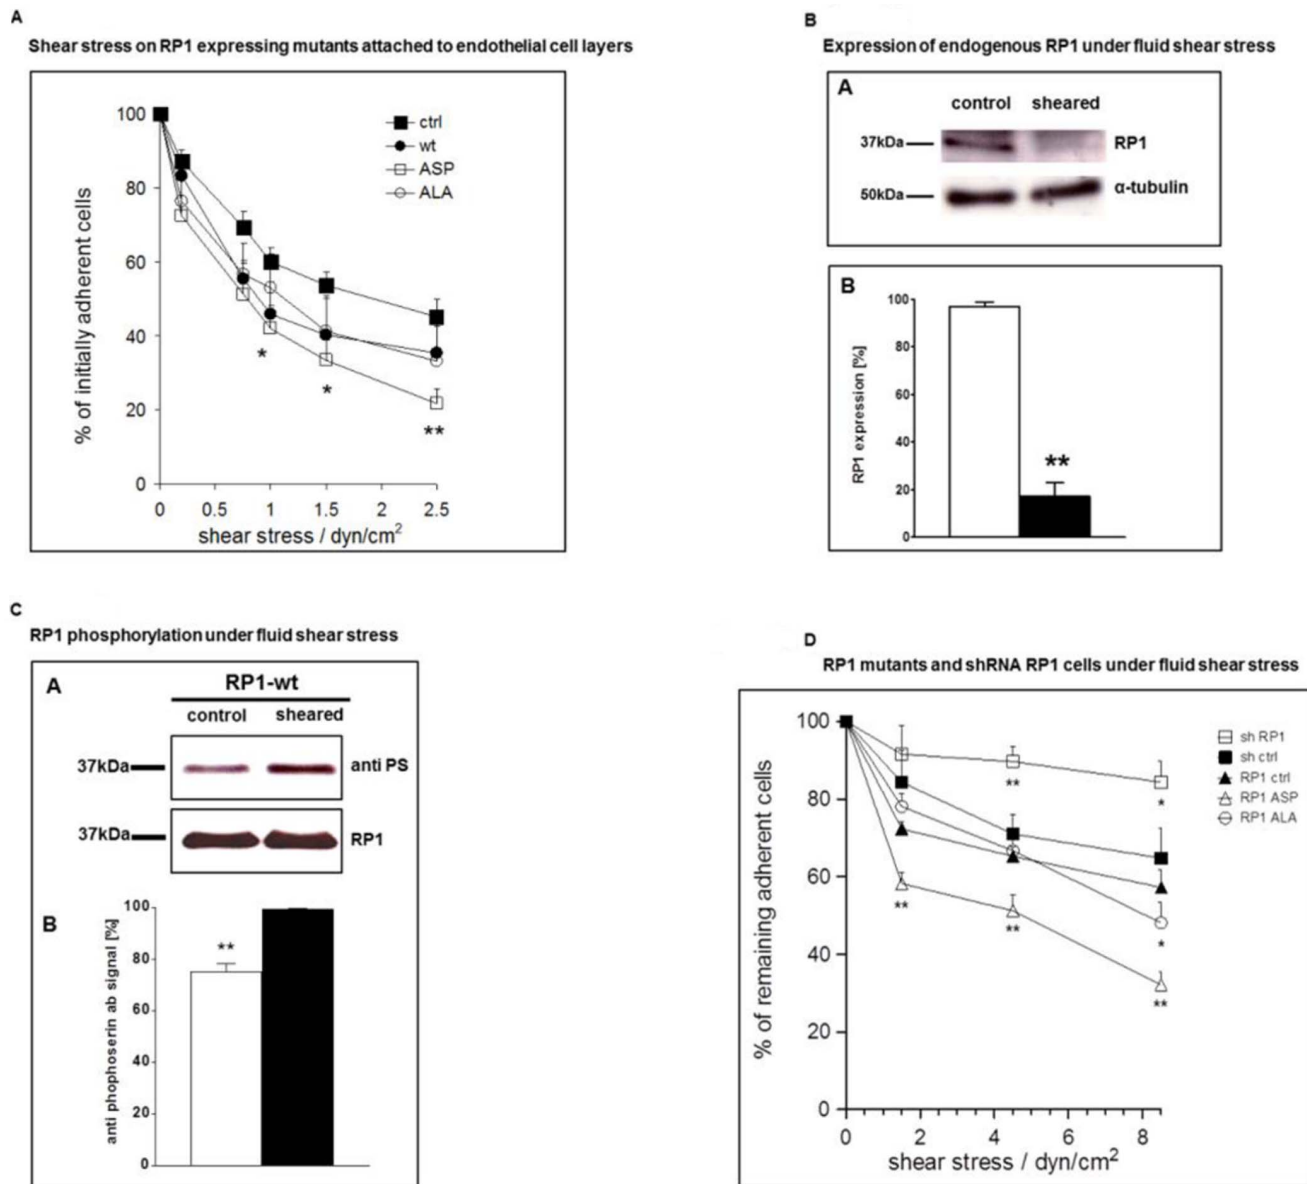 A
Shear stress on RP1 expressing mutants attached to endothelial cell layers
% of initially adherent cells
100
80
60
40
20
0
ctrl
wt
ASP
ALA
*
*
**
0 0.5 1 1.5 2 2.5
shear stress / dyn/cm²
B
Expression of endogenous RP1 under fluid shear stress
A
control sheared
37kDa RP1
50kDa α-tubulin
B
RP1 expression [%]
100
80
60
40
20
0
**
C
RP1 phosphorylation under fluid shear stress
A
RP1-wt
control sheared
37kDa anti PS
37kDa RP1
B
anti phophoserin ab signal [%]
100
80
60
40
20
0
**
D
RP1 mutants and shRNA RP1 cells under fluid shear stress
% of remaining adherent cells
100
80
60
40
20
0
sh RP1
sh ctrl
RP1 ctrl
RP1 ASP
RP1 ALA
**
*
**
**
*
**
0 2 4 6 8
shear stress / dyn/cm²